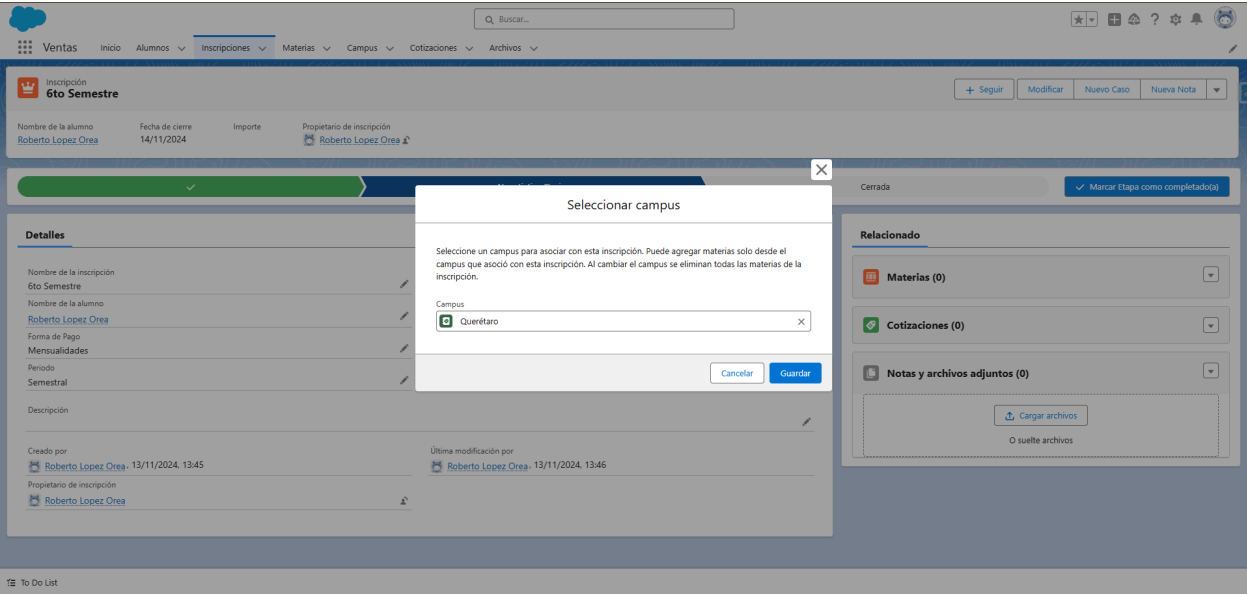 Buscar...
Ventas Inicio Alumnos Inscripciones Materias Campus Cotizaciones Archivos
Inscripción
6to Semestre
Seguir Modificar Nuevo Caso Nueva Nota
Nombre de la alumno Fecha de cierre Importe Propietario de inscripción
Roberto Lopez Orea 14/11/2024 Roberto Lopez Orea
Cerrada Marcar Etapa como completado(a)
Seleccionar campus
Seleccione un campus para asociar con esta inscripción. Puede agregar materias solo desde el
campus que asoció con esta inscripción. Al cambiar el campus se eliminan todas las materias de la
inscripción.
Campus
Querétaro
Cancelar Guardar
Detalles
Nombre de la inscripción
6to Semestre
Nombre de la alumno
Roberto Lopez Orea
Forma de Pago
Mensualidades
Periodo
Semestral
Descripción
Creado por Última modificación por
Roberto Lopez Orea, 13/11/2024, 13:45 Roberto Lopez Orea, 13/11/2024, 13:46
Propietario de inscripción
Roberto Lopez Orea
Relacionado
Materias (0)
Cotizaciones (0)
Notas y archivos adjuntos (0)
Cargar archivos
O suelte archivos
To Do List